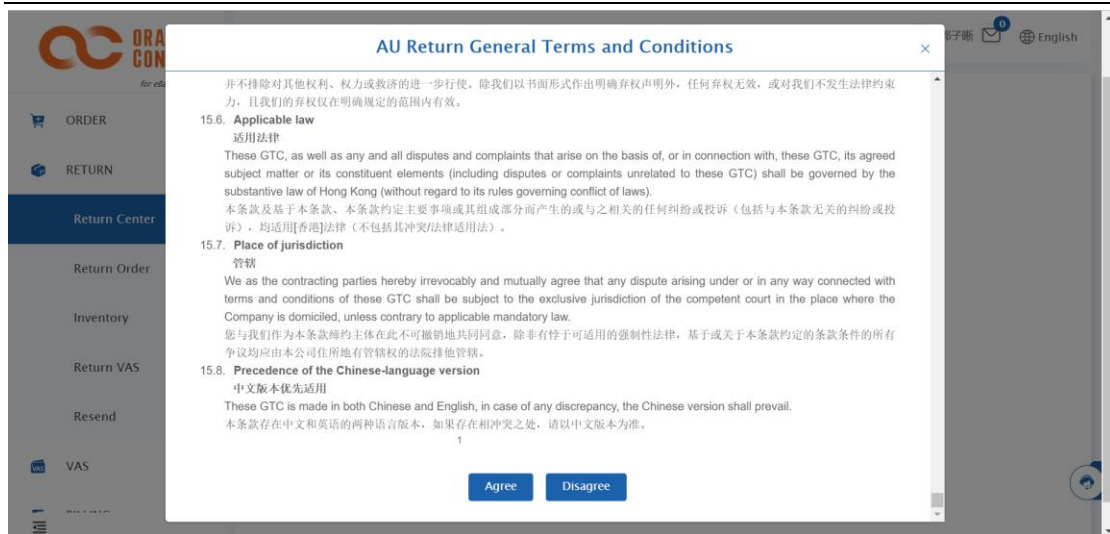 ORA
CON
for eBa
AU Return General Terms and Conditions
×
0
郑子晰
English
ORDER
RETURN
Return Center
Return Order
Inventory
Return VAS
Resend
VAS
并不排除对其他权利、权力或救济的进一步行使。除我们以书面形式作出明确弃权声明外，任何弃权无效，或对我们不发生法律约束
力，且我们的弃权仅在明确规定的范围内有效。
15.6. Applicable law
适用法律
These GTC, as well as any and all disputes and complaints that arise on the basis of, or in connection with, these GTC, its agreed
subject matter or its constituent elements (including disputes or complaints unrelated to these GTC) shall be governed by the
substantive law of Hong Kong (without regard to its rules governing conflict of laws).
本条款及基于本条款、本条款约定主要事项或其组成部分而产生的或与之相关的任何纠纷或投诉（包括与本条款无关的纠纷或投
诉），均适用[香港]法律（不包括其冲突/法律适用法）。
15.7. Place of jurisdiction
管辖
We as the contracting parties hereby irrevocably and mutually agree that any dispute arising under or in any way connected with
terms and conditions of these GTC shall be subject to the exclusive jurisdiction of the competent court in the place where the
Company is domiciled, unless contrary to applicable mandatory law.
您与我们作为本条款缔约主体在此不可撤销地共同同意，除非有悖于可适用的强制性法律，基于或关于本条款约定的条款条件的所有
争议均应由本公司住所地有管辖权的法院排他管辖。
15.8. Precedence of the Chinese-language version
中文版本优先适用
These GTC is made in both Chinese and English, in case of any discrepancy, the Chinese version shall prevail.
本条款存在中文和英语的两种语言版本，如果存在相冲突之处，请以中文版本为准。
1
Agree
Disagree